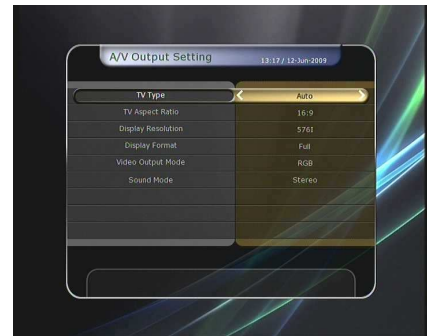 A/V Output Setting
13:17 / 12-Jun-2009
TV Type
Auto
TV Aspect Ratio
16:9
Display Resolution
576I
Display Format
Full
Video Output Mode
RGB
Sound Mode
Stereo